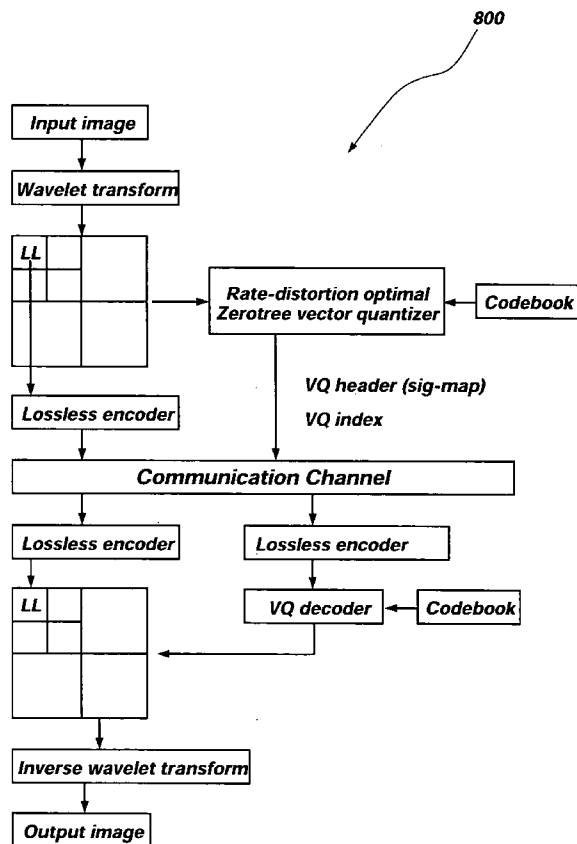 800
Input image
Wavelet transform
LL
Rate-distortion optimal
Zerotree vector quantizer
Codebook
VQ header (sig-map)
VQ index
Lossless encoder
Communication Channel
Lossless encoder
Lossless encoder
LL
VQ decoder
Codebook
Inverse wavelet transform
Output image